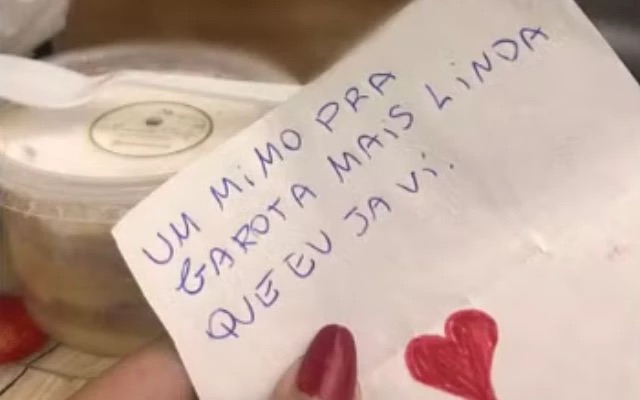 UM MiMO PRA
GAROTA MAiS LiNDA
QUE EU JA Vi.